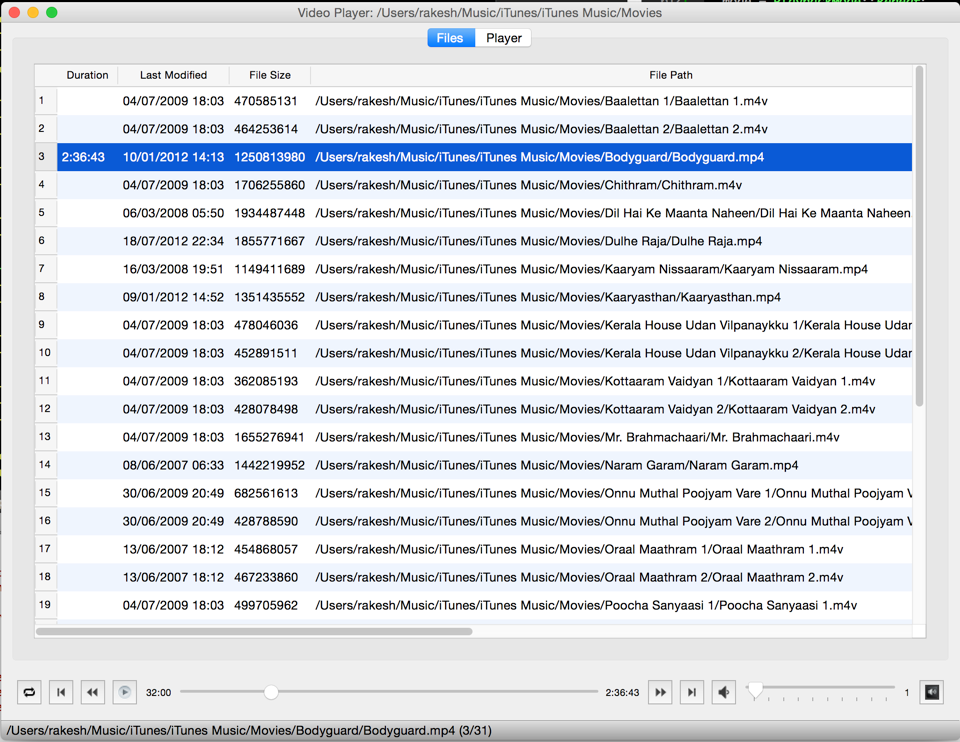 Video Player: /Users/rakesh/Music/iTunes/iTunes Music/Movies
Files Player
Duration Last Modified File Size File Path
1 04/07/2009 18:03 470585131 /Users/rakesh/Music/iTunes/iTunes Music/Movies/Baalettan 1/Baalettan 1.m4v
2 04/07/2009 18:03 464253614 /Users/rakesh/Music/iTunes/iTunes Music/Movies/Baalettan 2/Baalettan 2.m4v
3 2:36:43 10/01/2012 14:13 1250813980 /Users/rakesh/Music/iTunes/iTunes Music/Movies/Bodyguard/Bodyguard.mp4
4 04/07/2009 18:03 1706255860 /Users/rakesh/Music/iTunes/iTunes Music/Movies/Chithram/Chithram.m4v
5 06/03/2008 05:50 1934487448 /Users/rakesh/Music/iTunes/iTunes Music/Movies/Dil Hai Ke Maanta Naheen/Dil Hai Ke Maanta Naheen.
6 18/07/2012 22:34 1855771667 /Users/rakesh/Music/iTunes/iTunes Music/Movies/Dulhe Raja/Dulhe Raja.mp4
7 16/03/2008 19:51 1149411689 /Users/rakesh/Music/iTunes/iTunes Music/Movies/Kaaryam Nissaaram/Kaaryam Nissaaram.mp4
8 09/01/2012 14:52 1351435552 /Users/rakesh/Music/iTunes/iTunes Music/Movies/Kaaryasthan/Kaaryasthan.mp4
9 04/07/2009 18:03 478046036 /Users/rakesh/Music/iTunes/iTunes Music/Movies/Kerala House Udan Vilpanaykku 1/Kerala House Udan
10 04/07/2009 18:03 452891511 /Users/rakesh/Music/iTunes/iTunes Music/Movies/Kerala House Udan Vilpanaykku 2/Kerala House Udan
11 04/07/2009 18:03 362085193 /Users/rakesh/Music/iTunes/iTunes Music/Movies/Kottaaram Vaidyan 1/Kottaaram Vaidyan 1.m4v
12 04/07/2009 18:03 428078498 /Users/rakesh/Music/iTunes/iTunes Music/Movies/Kottaaram Vaidyan 2/Kottaaram Vaidyan 2.m4v
13 04/07/2009 18:03 1655276941 /Users/rakesh/Music/iTunes/iTunes Music/Movies/Mr. Brahmachaari/Mr. Brahmachaari.m4v
14 08/06/2007 06:33 1442219952 /Users/rakesh/Music/iTunes/iTunes Music/Movies/Naram Garam/Naram Garam.mp4
15 30/06/2009 20:49 682561613 /Users/rakesh/Music/iTunes/iTunes Music/Movies/Onnu Muthal Poojyam Vare 1/Onnu Muthal Poojyam V
16 30/06/2009 20:49 428788590 /Users/rakesh/Music/iTunes/iTunes Music/Movies/Onnu Muthal Poojyam Vare 2/Onnu Muthal Poojyam V
17 13/06/2007 18:12 454868057 /Users/rakesh/Music/iTunes/iTunes Music/Movies/Oraal Maathram 1/Oraal Maathram 1.m4v
18 13/06/2007 18:12 467233860 /Users/rakesh/Music/iTunes/iTunes Music/Movies/Oraal Maathram 2/Oraal Maathram 2.m4v
19 04/07/2009 18:03 499705962 /Users/rakesh/Music/iTunes/iTunes Music/Movies/Poocha Sanyaasi 1/Poocha Sanyaasi 1.m4v
32:00 2:36:43 1
/Users/rakesh/Music/iTunes/iTunes Music/Movies/Bodyguard/Bodyguard.mp4 (3/31)